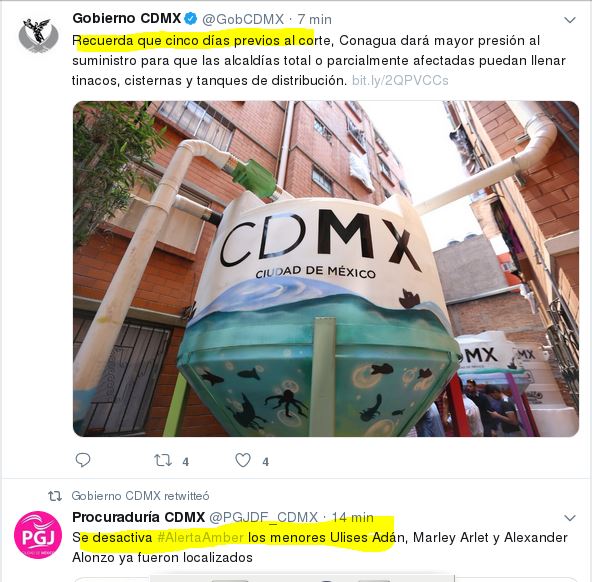 Gobierno CDMX @GobCDMX · 7 min
Recuerda que cinco días previos al corte, Conagua dará mayor presión al
suministro para que las alcaldías total o parcialmente afectadas puedan llenar
tinacos, cisternas y tanques de distribución. bit.ly/2QPVCCs
CDMX
CIUDAD DE MÉXICO
MX
4 4
Gobierno CDMX retwitteó
Procuraduría CDMX @PGJDF_CDMX · 14 min
PGJ
Se desactiva #AlertaAmber los menores Ulises Adán, Marley Arlet y Alexander
Alonzo ya fueron localizados